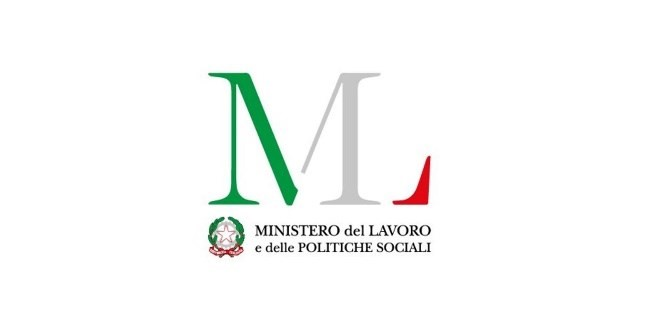 ML
MINISTERO del LAVORO
e delle POLITICHE SOCIALI